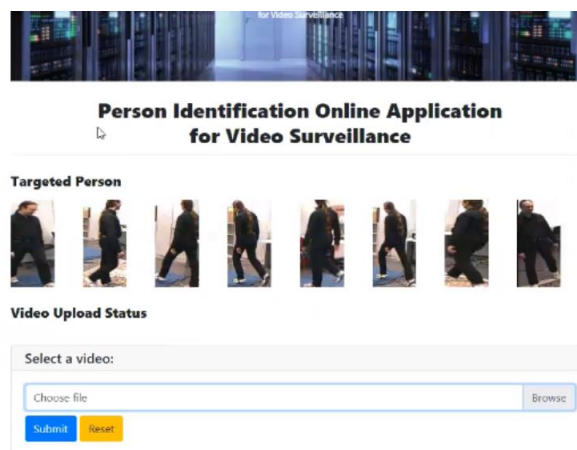 for Video Surveillance
Person Identification Online Application
for Video Surveillance
Targeted Person
Video Upload Status
Select a video:
Choose file
Browse
Submit
Reset